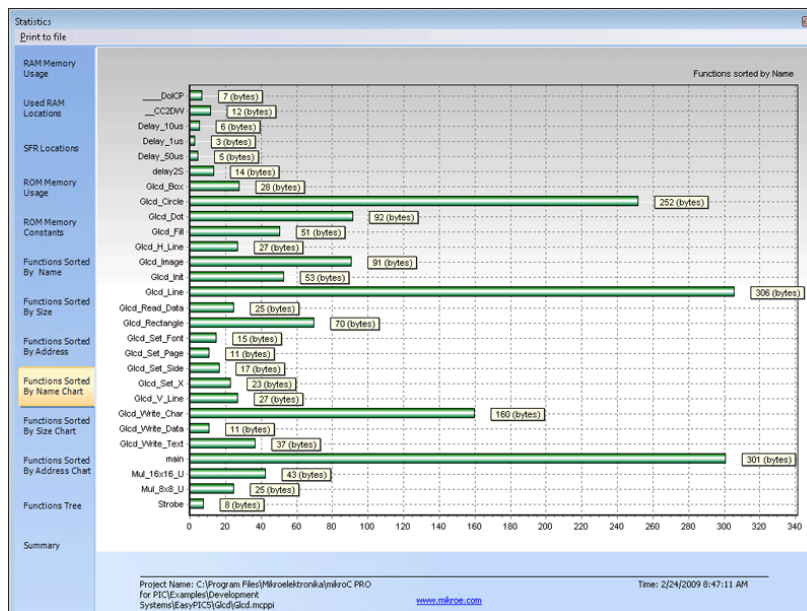 Statistics
Print to file
RAM Memory
Usage
Used RAM
Locations
SFR Locations
ROM Memory
Usage
ROM Memory
Constants
Functions Sorted
By Name
Functions Sorted
By Size
Functions Sorted
By Address
Functions Sorted
By Name Chart
Functions Sorted
By Size Chart
Functions Sorted
By Address Chart
Functions Tree
Summary
Functions sorted by Name
___DoICP 7 (bytes)
__CC2DW 12 (bytes)
Delay_10us 6 (bytes)
Delay_1us 3 (bytes)
Delay_50us 5 (bytes)
delay2S 14 (bytes)
Glcd_Box 28 (bytes)
Glcd_Circle 252 (bytes)
Glcd_Dot 92 (bytes)
Glcd_Fill 51 (bytes)
Glcd_H_Line 27 (bytes)
Glcd_Image 91 (bytes)
Glcd_Init 53 (bytes)
Glcd_Line 306 (bytes)
Glcd_Read_Data 25 (bytes)
Glcd_Rectangle 70 (bytes)
Glcd_Set_Font 15 (bytes)
Glcd_Set_Page 11 (bytes)
Glcd_Set_Side 17 (bytes)
Glcd_Set_X 23 (bytes)
Glcd_V_Line 27 (bytes)
Glcd_Write_Char 160 (bytes)
Glcd_Write_Data 11 (bytes)
Glcd_Write_Text 37 (bytes)
main 301 (bytes)
Mul_16x16_U 43 (bytes)
Mul_8x8_U 25 (bytes)
Strobe 8 (bytes)
0 20 40 60 80 100 120 140 160 180 200 220 240 260 280 300 320 340
Project Name: C:\Program Files\Mikroelektronika\mikroC PRO
for PIC\Examples\Development
Systems\EasyPIC5\Glcd\Glcd.mcppi
www.mikroe.com
Time: 2/24/2009 8:47:11 AM